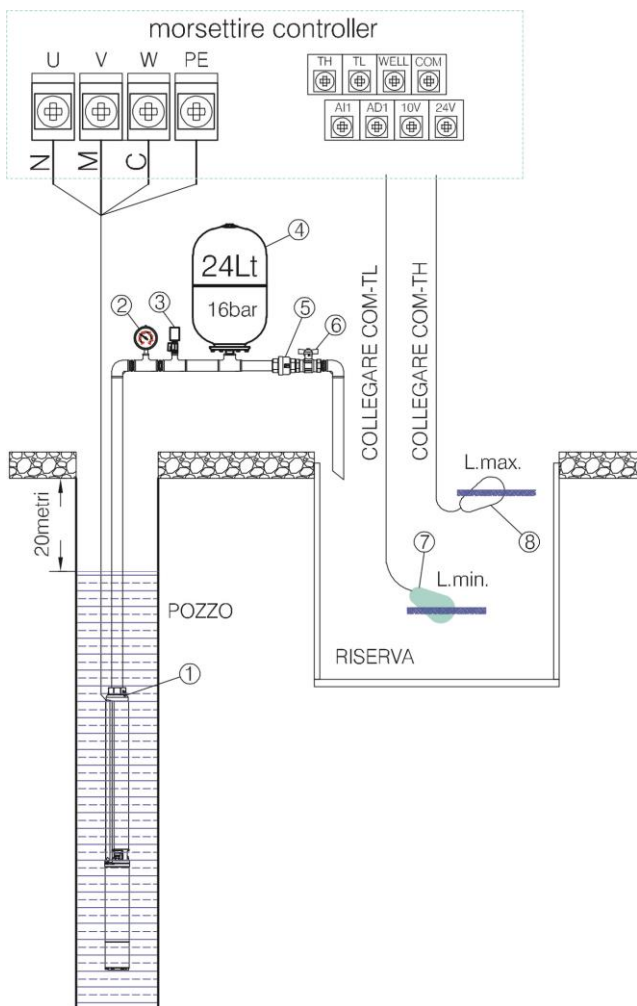 morsettire controller
U V W PE
TH TL WELL COM
AI1 AD1 10V 24V
N M C
④
24Lt
16bar
② ③
⑤ ⑥
COLLEGARE COM-TL
COLLEGARE COM-TH
L.max.
⑧
20metri
⑦
L.min.
POZZO
RISERVA
①